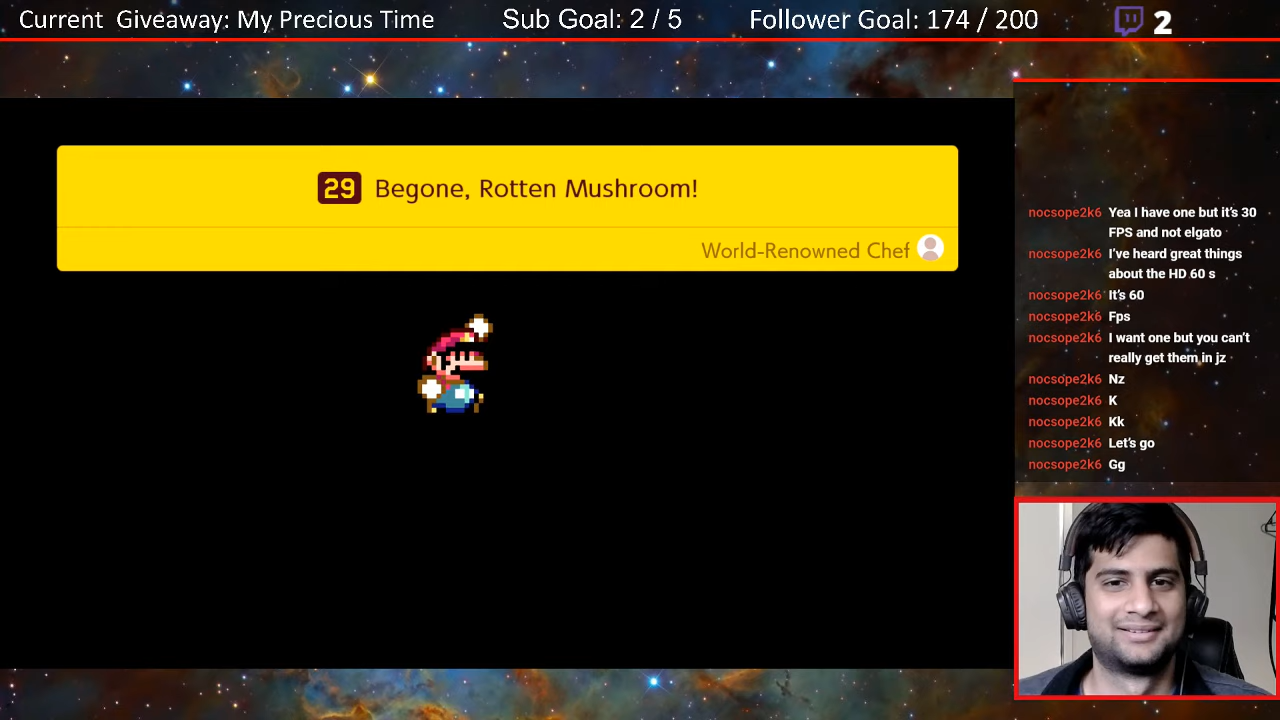 Current Giveaway: My Precious Time Sub Goal: 2 / 5 Follower Goal: 174 / 200 2
29 Begone, Rotten Mushroom!
World-Renowned Chef
nocsope2k6 Yea I have one but it's 30
FPS and not elgato
nocsope2k6 I've heard great things
about the HD 60 s
nocsope2k6 It's 60
nocsope2k6 Fps
nocsope2k6 I want one but you can't
really get them in jz
nocsope2k6 Nz
nocsope2k6 K
nocsope2k6 Kk
nocsope2k6 Let's go
nocsope2k6 Gg